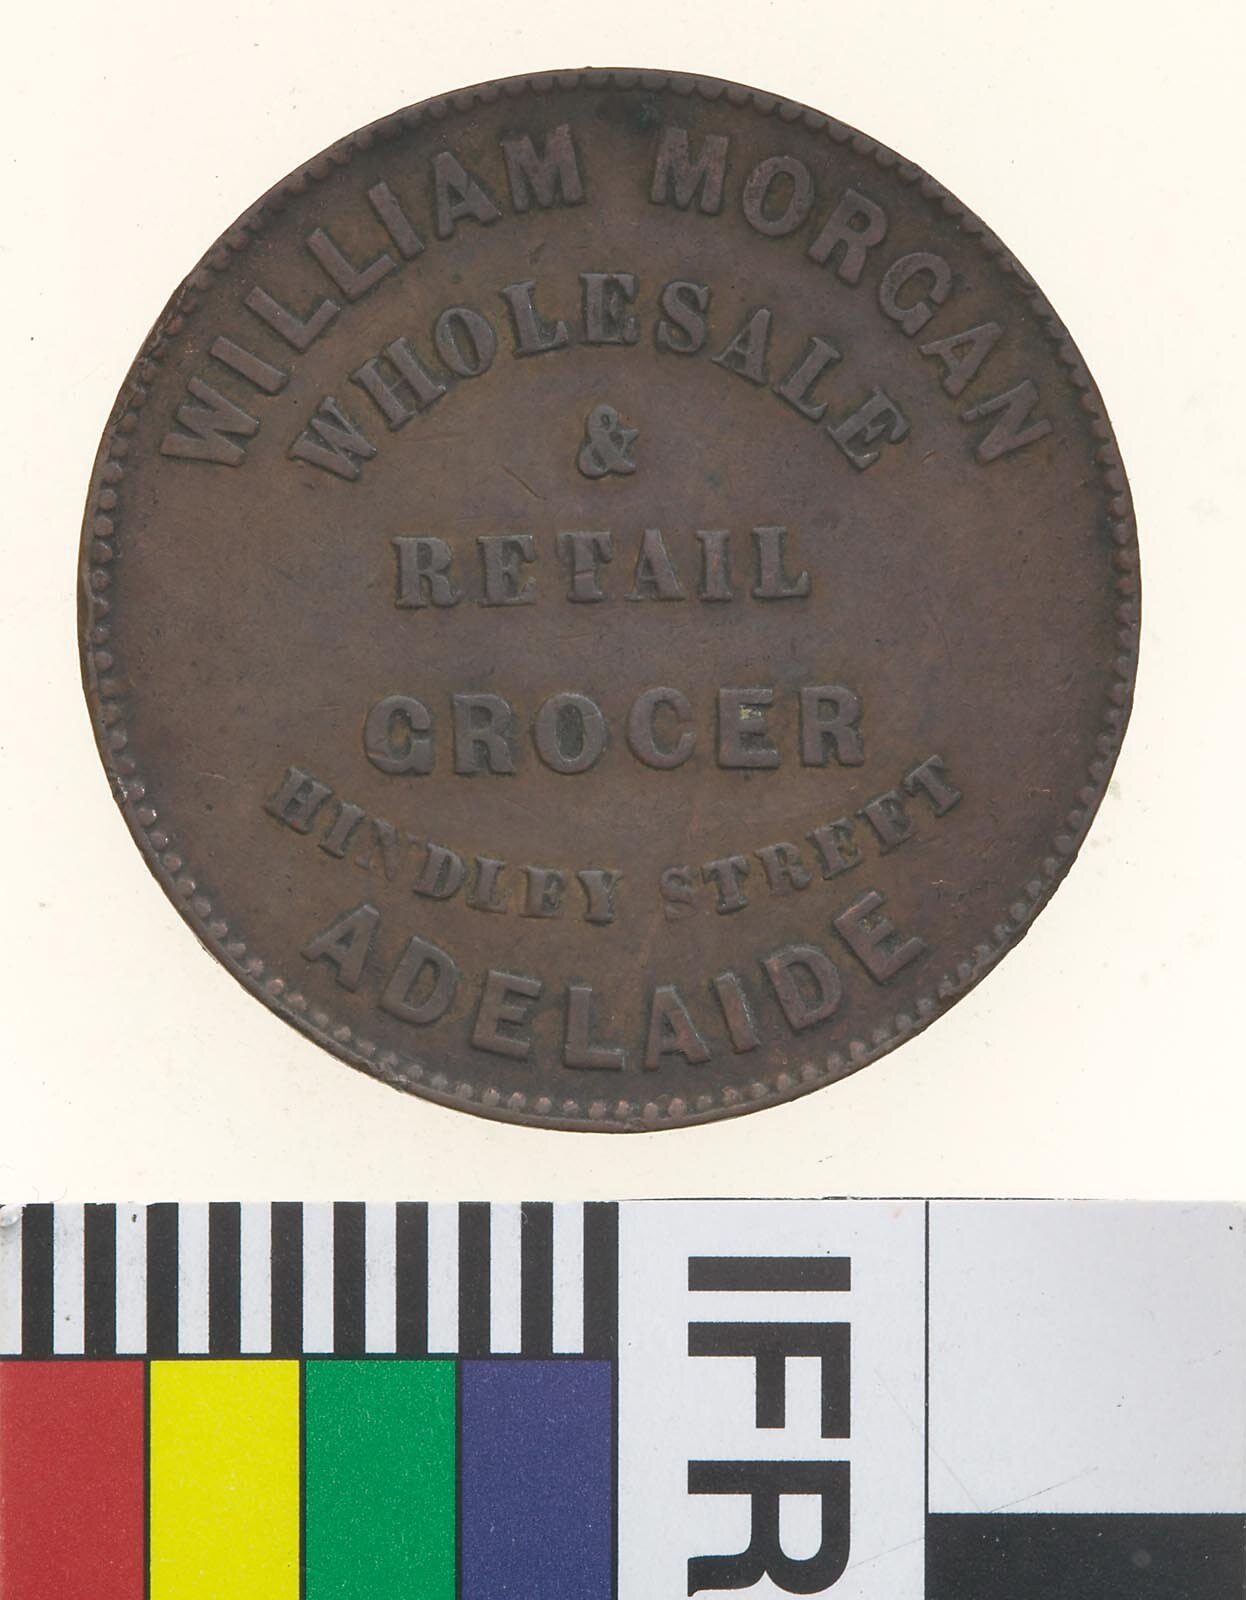 WILLIAM MORGAN
WHOLESALE
&
RETAIL
GROCER
HINDLEY STREET
ADELAIDE
IFR